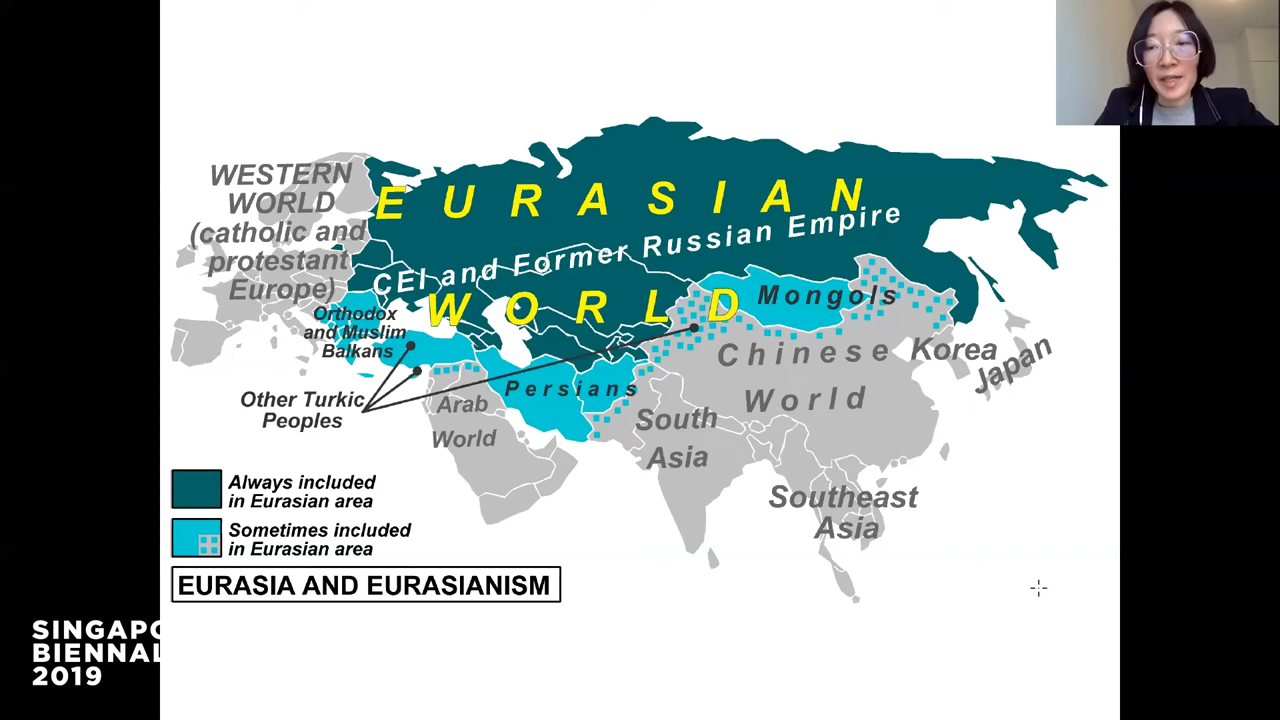 WESTERN
WORLD
(catholic and
protestant
Europe)
EURASIAN
CEI and Former Russian Empire
WORLD
Mongols
Orthodox
and Muslim
Balkans
Chinese
World
Korea
Japan
Persians
Other Turkic
Peoples
Arab
World
South
Asia
Southeast
Asia
Always included
in Eurasian area
Sometimes included
in Eurasian area
EURASIA AND EURASIANISM
SINGAPO
BIENNAL
2019